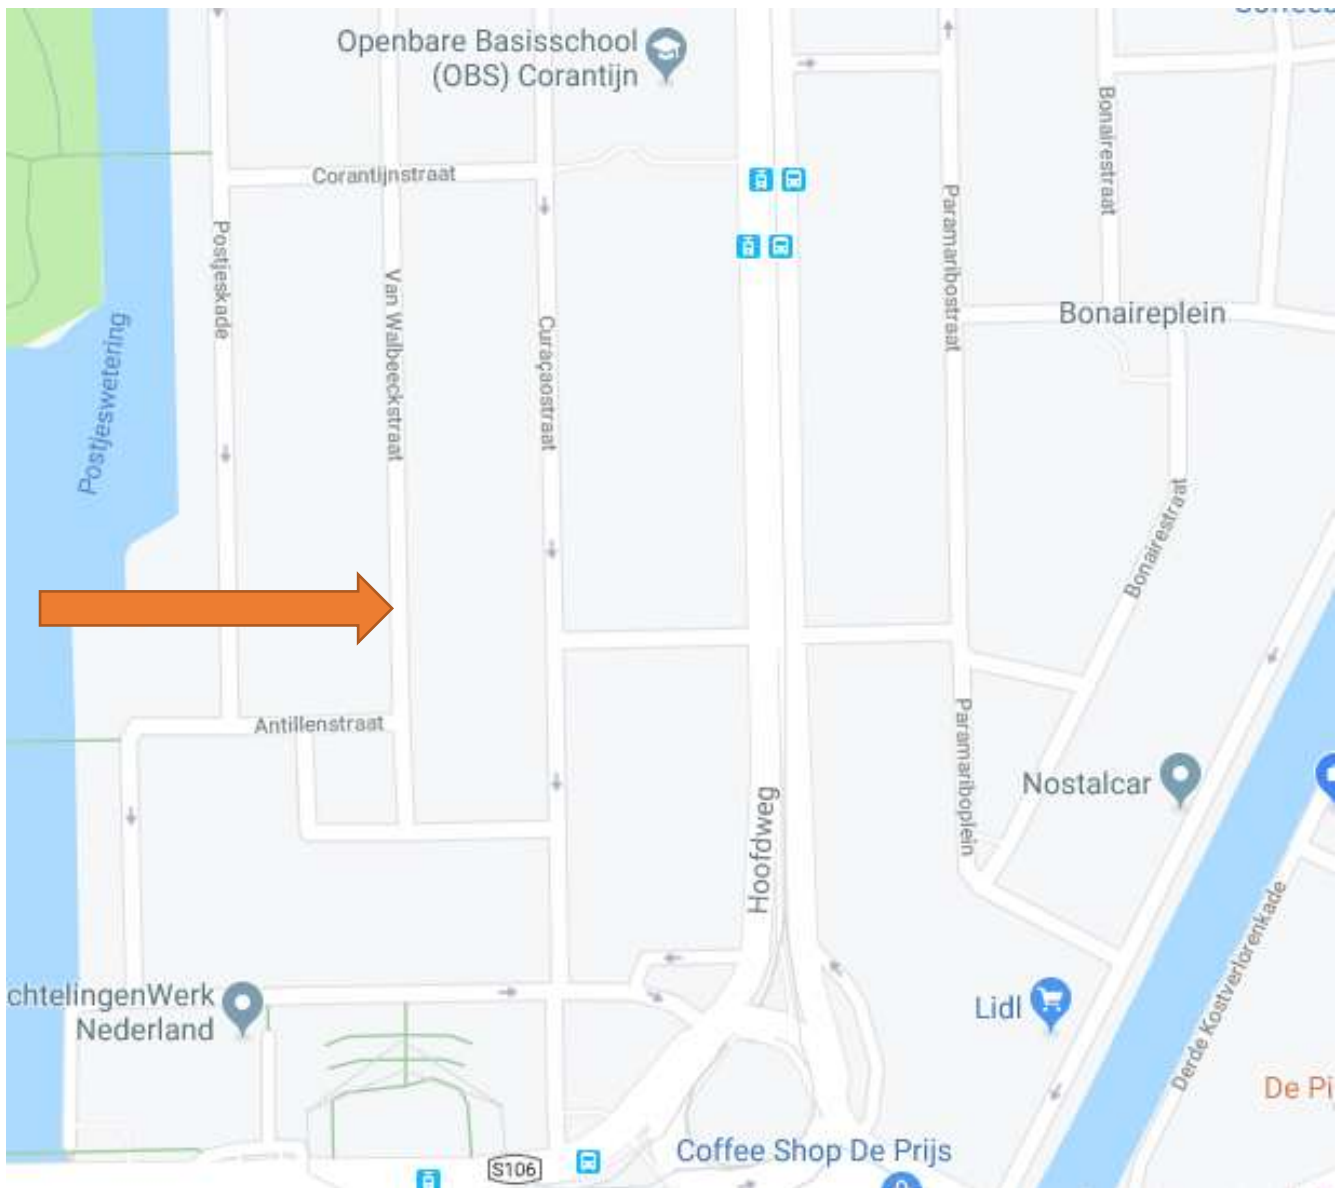 Openbare Basisschool
(OBS) Corantijn
Corantijnstraat
Bonairestraat
Postjeskade
Paramaribostraat
Van Walbeeckstraat
Bonaireplein
Postjeswetering
Curaçaostraat
Bonairestraat
Antillenstraat
Paramariboplein
Nostalcar
Hoofdweg
chtelingenWerk
Nederland
Lidl
Derde Kostverlorenkade
De Pi
Coffee Shop De Prijs
S106